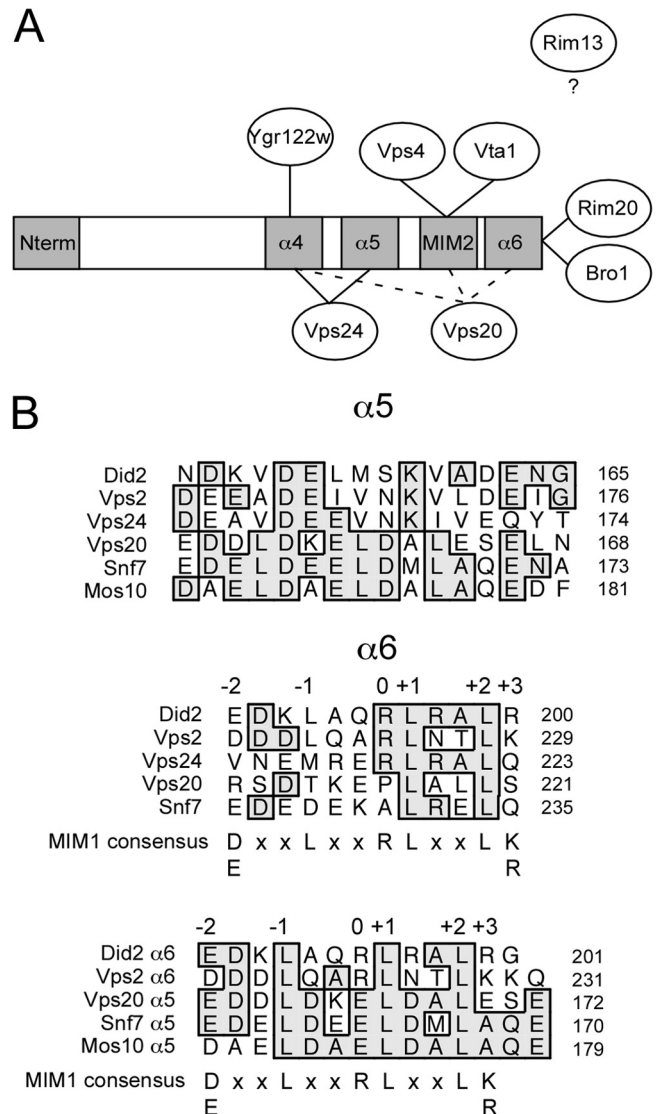 A
Rim13
?
Ygr122w
Vps4
Vta1
Rim20
Nterm
α4
α5
MIM2
α6
Bro1
Vps24
Vps20
B
α5
Did2 N D K V D E L M S K V A D E N G 165
Vps2 D E E A D E I V N K V L D E I G 176
Vps24 D E A V D E E V N K I V E Q Y T 174
Vps20 E D D L D K E L D A L E S E L N 168
Snf7 E D E L D E E L D M L A Q E N A 173
Mos10 D A E L D A E L D A L A Q E D F 181
α6
-2 -1 0 +1 +2 +3
Did2 E D K L A Q R L R A L R 200
Vps2 D D D L Q A R L N T L K 229
Vps24 V N E M R E R L R A L Q 223
Vps20 R S D T K E P L A L L S 221
Snf7 E D E D E K A L R E L Q 235
MIM1 consensus D x x L x x R L x x L K
E R
-2 -1 0 +1 +2 +3
Did2 α6 E D K L A Q R L R A L R G 201
Vps2 α6 D D D L Q A R L N T L K K Q 231
Vps20 α5 E D D L D K E L D A L E S E 172
Snf7 α5 E D E L D E E L D M L A Q E 170
Mos10 α5 D A E L D A E L D A L A Q E 179
MIM1 consensus D x x L x x R L x x L K
E R